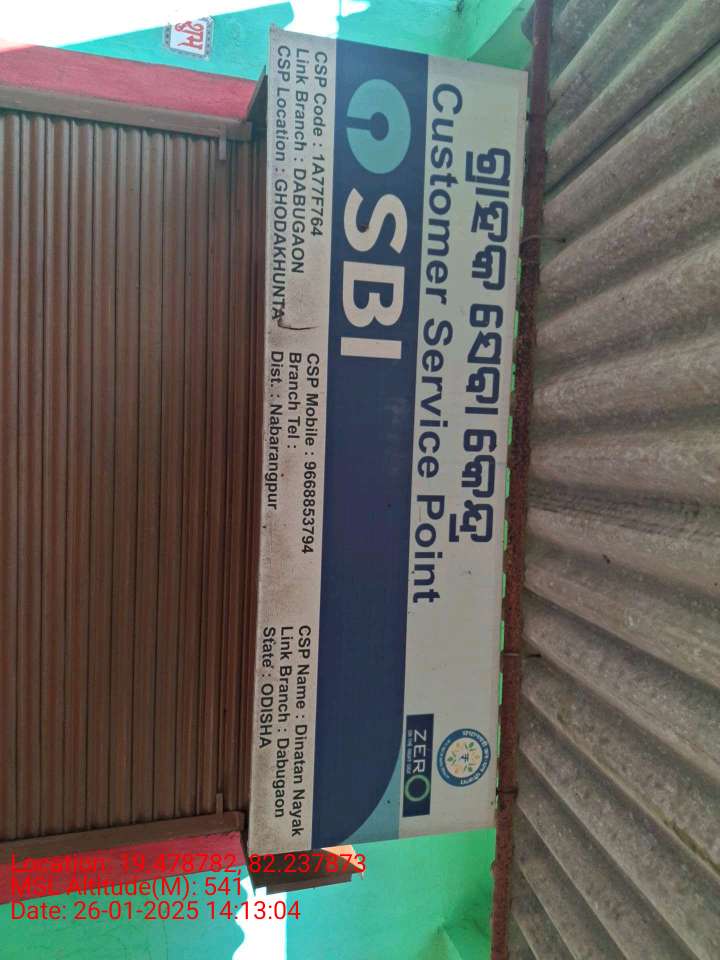 ଗ୍ରାହକ ସେବା କେନ୍ଦ୍ର
Customer Service Point
SBI
ZERO
CSP Code : 1A77F764
Link Branch : DABUGAON
CSP Location : GHODAKHUNTA
CSP Mobile : 9668853794
Branch Tel :
Dist. : Nabarangpur
CSP Name : Dinatan Nayak
Link Branch : Dabugaon
State : ODISHA
Location: 19.478782, 82.237873
MSL Altitude(M): 541
Date: 26-01-2025 14:13:04